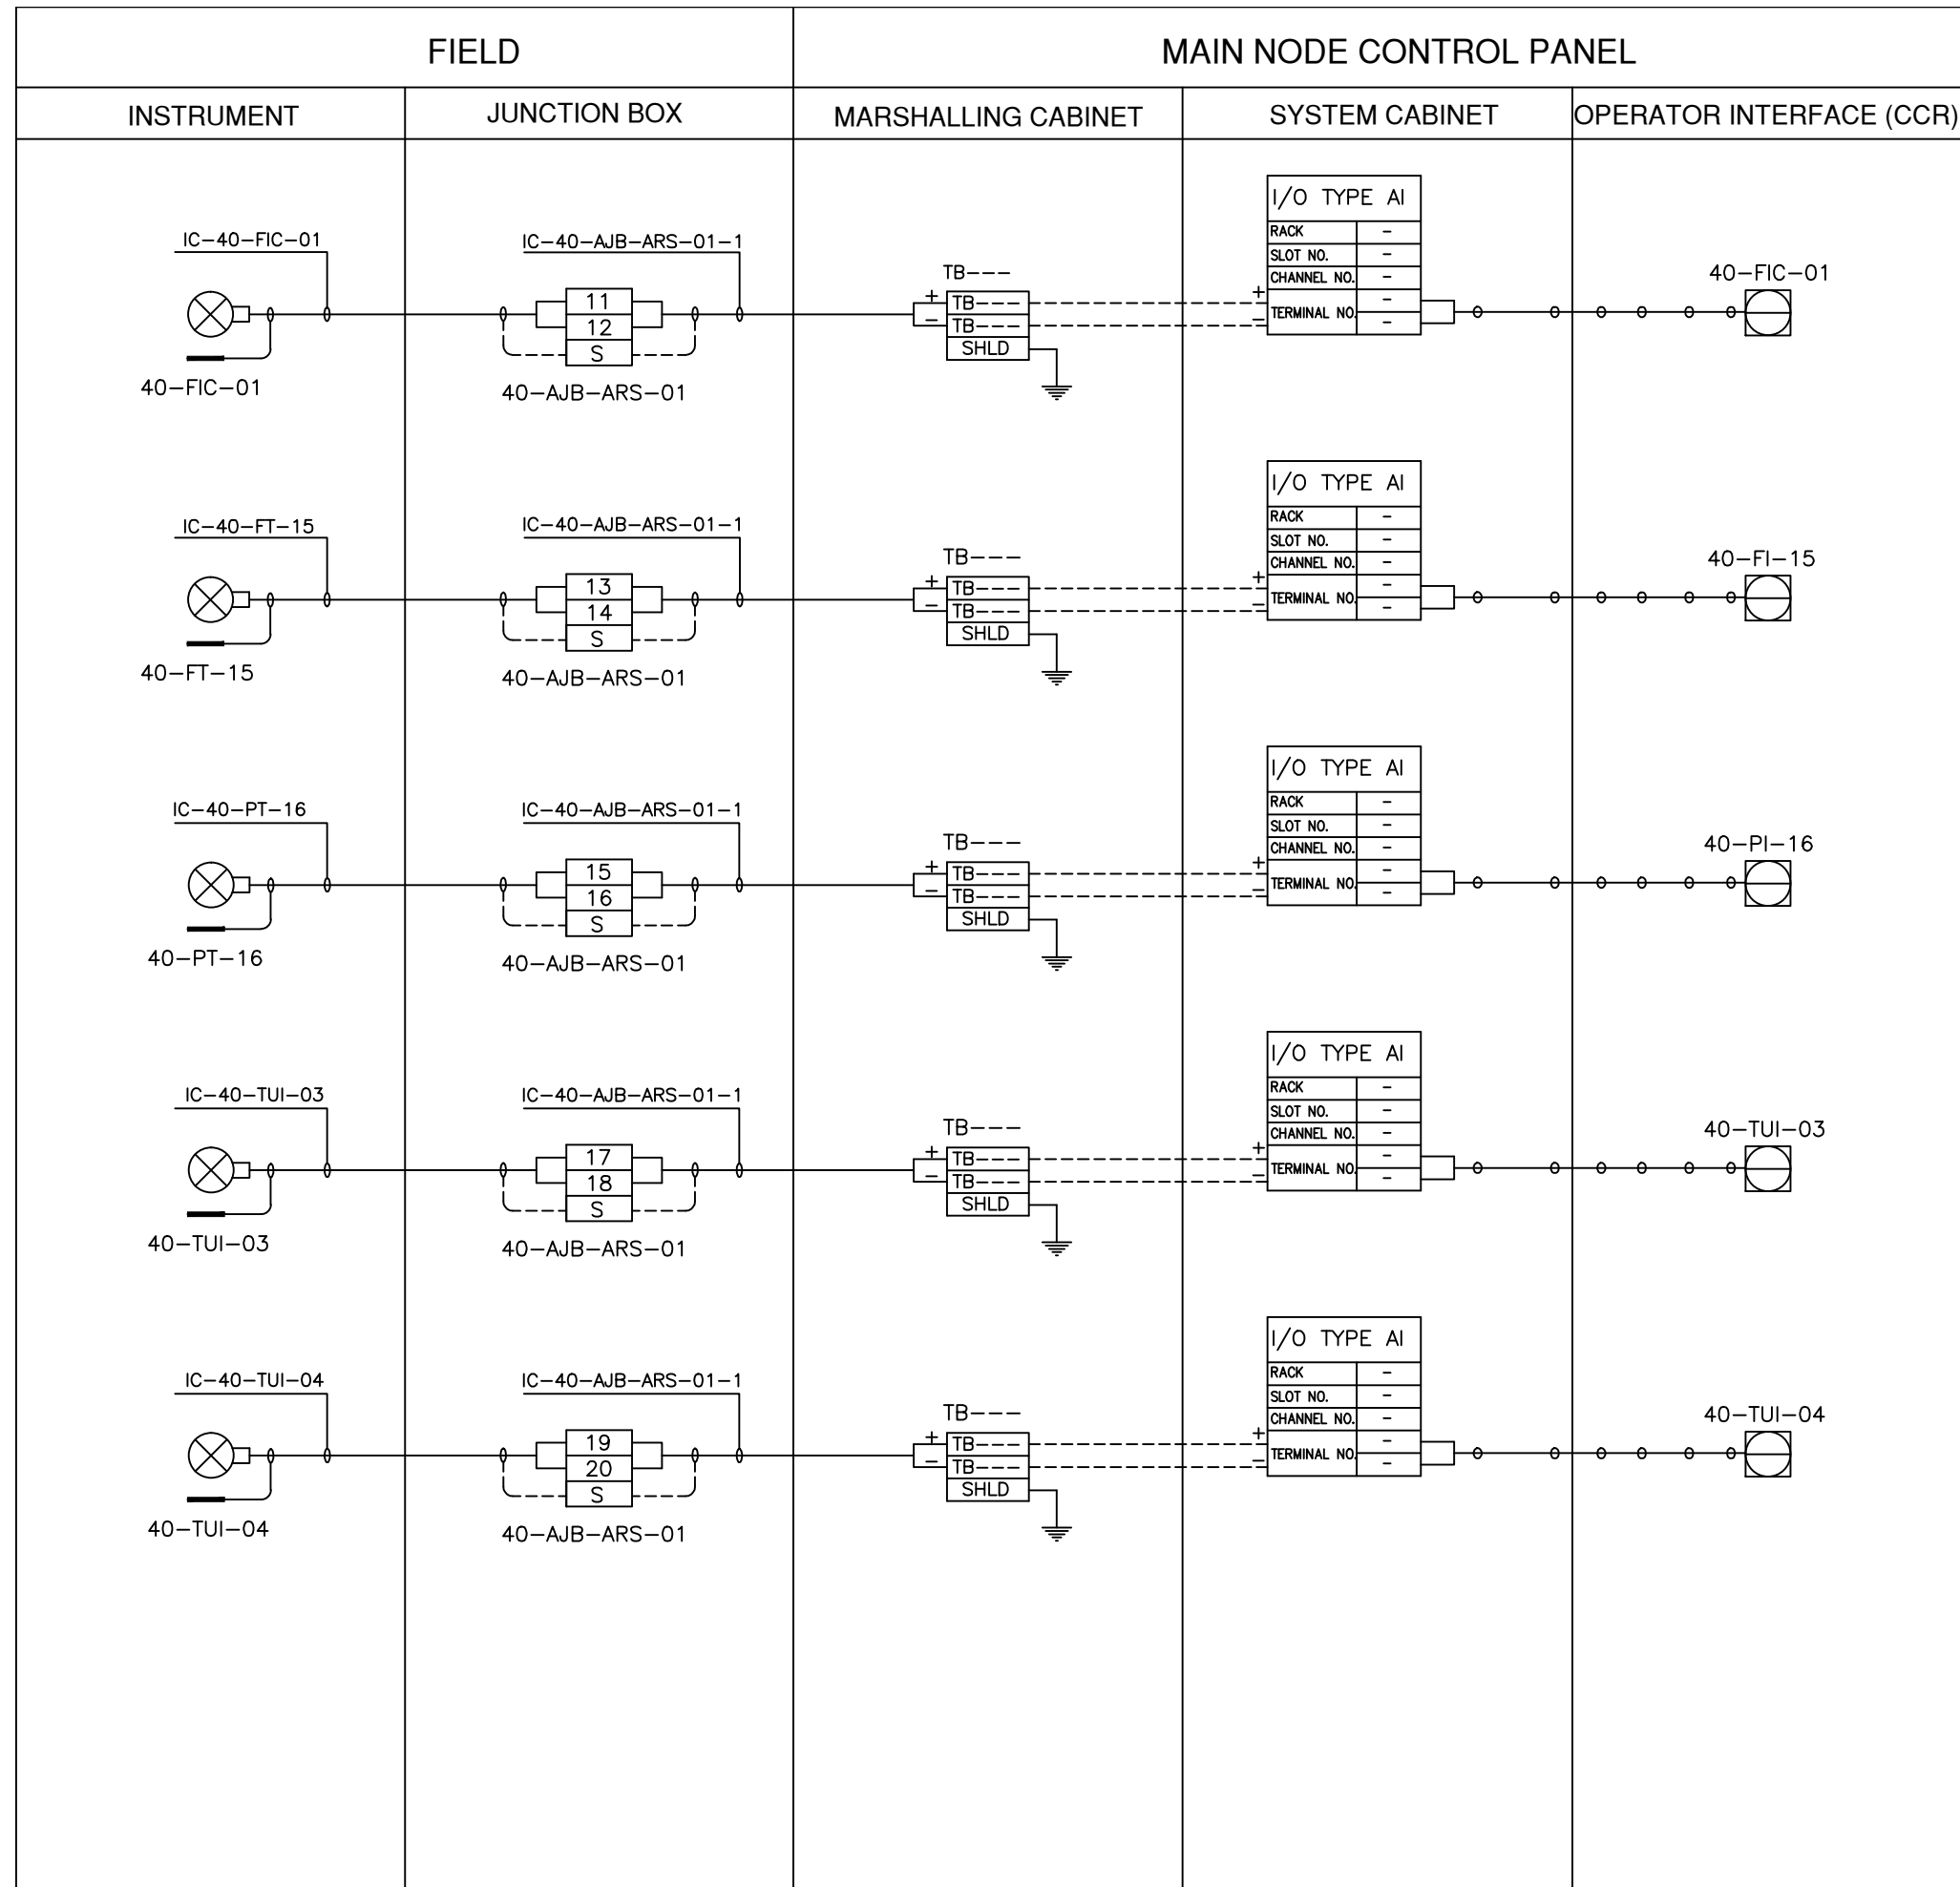 FIELD
MAIN NODE CONTROL PANEL
INSTRUMENT
JUNCTION BOX
MARSHALLING CABINET
SYSTEM CABINET
OPERATOR INTERFACE (CCR)
IC-40-FIC-01
40-FIC-01
IC-40-AJB-ARS-01-1
11
12
S
40-AJB-ARS-01
TB---
+ TB---
- TB---
SHLD
I/O TYPE AI
RACK -
SLOT NO. -
CHANNEL NO. -
+
-
TERMINAL NO. -
-
40-FIC-01
IC-40-FT-15
40-FT-15
IC-40-AJB-ARS-01-1
13
14
S
40-AJB-ARS-01
TB---
+ TB---
- TB---
SHLD
I/O TYPE AI
RACK -
SLOT NO. -
CHANNEL NO. -
+
-
TERMINAL NO. -
-
40-FI-15
IC-40-PT-16
40-PT-16
IC-40-AJB-ARS-01-1
15
16
S
40-AJB-ARS-01
TB---
+ TB---
- TB---
SHLD
I/O TYPE AI
RACK -
SLOT NO. -
CHANNEL NO. -
+
-
TERMINAL NO. -
-
40-PI-16
IC-40-TUI-03
40-TUI-03
IC-40-AJB-ARS-01-1
17
18
S
40-AJB-ARS-01
TB---
+ TB---
- TB---
SHLD
I/O TYPE AI
RACK -
SLOT NO. -
CHANNEL NO. -
+
-
TERMINAL NO. -
-
40-TUI-03
IC-40-TUI-04
40-TUI-04
IC-40-AJB-ARS-01-1
19
20
S
40-AJB-ARS-01
TB---
+ TB---
- TB---
SHLD
I/O TYPE AI
RACK -
SLOT NO. -
CHANNEL NO. -
+
-
TERMINAL NO. -
-
40-TUI-04